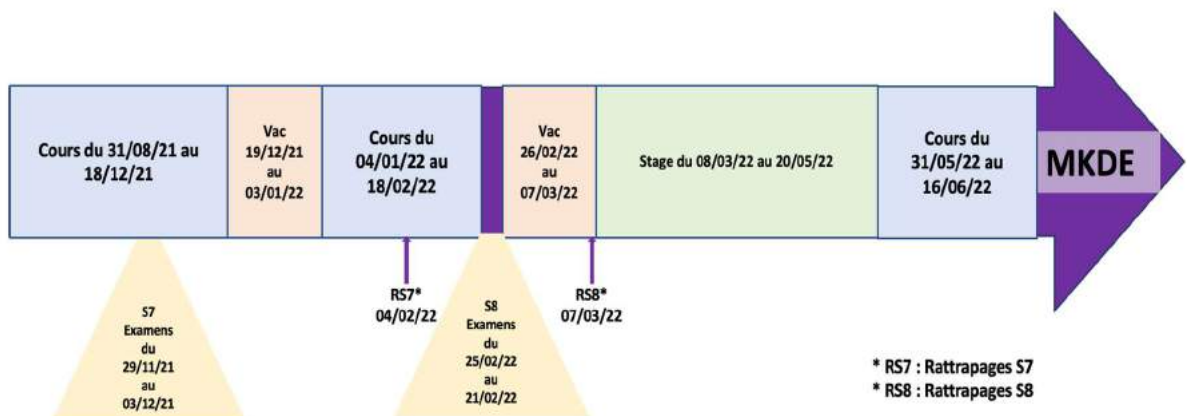 Cours du 31/08/21 au
18/12/21
Vac
19/12/21
au
03/01/22
Cours du
04/01/22 au
18/02/22
Vac
26/02/22
au
07/03/22
Stage du 08/03/22 au 20/05/22
Cours du
31/05/22 au
16/06/22
MKDE
S7
Examens
du
29/11/21
au
03/12/21
RS7*
04/02/22
S8
Examens
du
25/02/22
au
21/02/22
RS8*
07/03/22
* RS7 : Rattrapages S7
* RS8 : Rattrapages S8